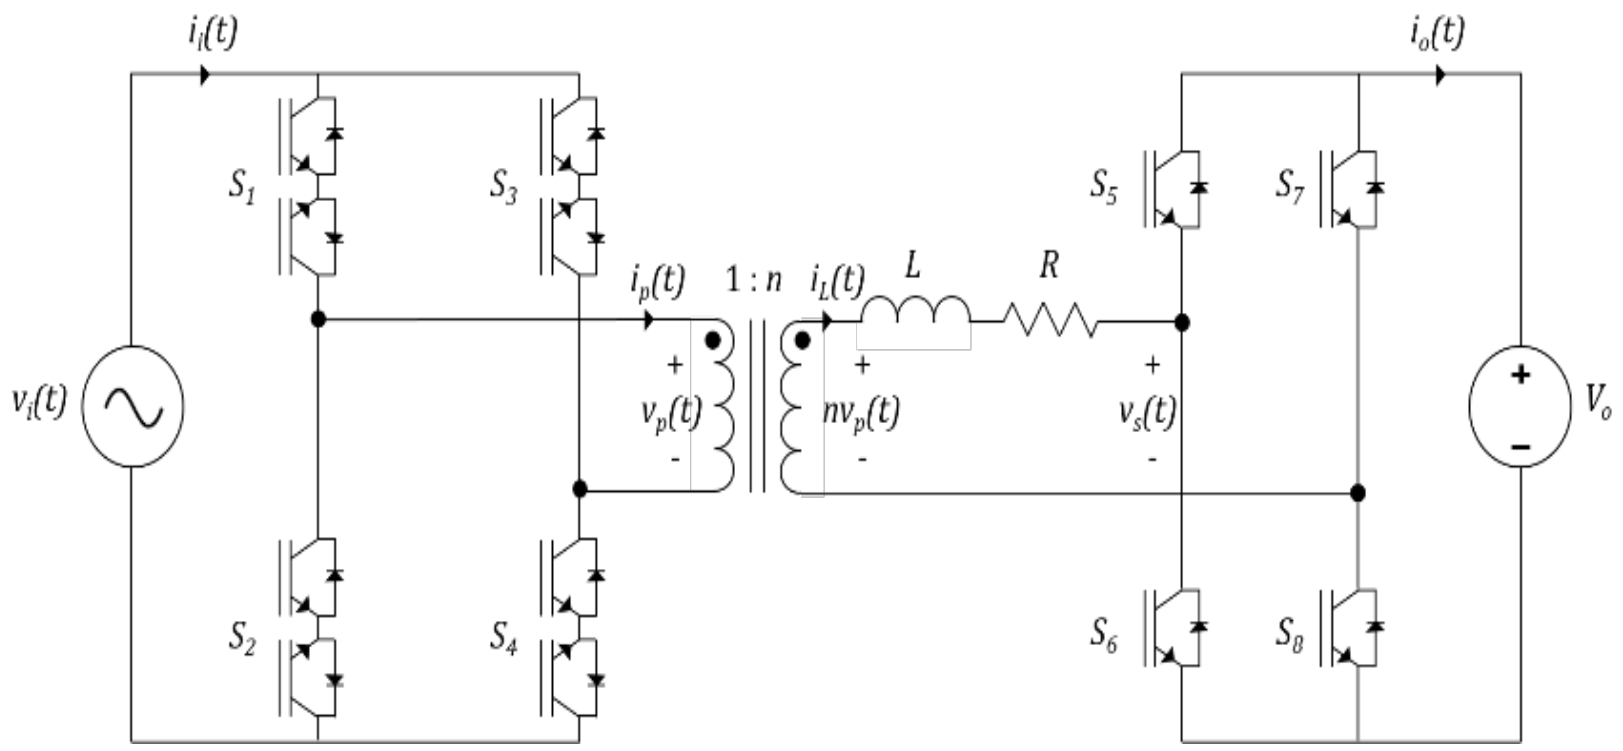 i_i(t)
i_o(t)
S_1
S_3
S_5
S_7
i_p(t)
1 : n
i_L(t)
L
R
+
+
+
+
v_i(t)
v_p(t)
nv_p(t)
v_s(t)
V_o
-
-
-
−
S_2
S_4
S_6
S_8